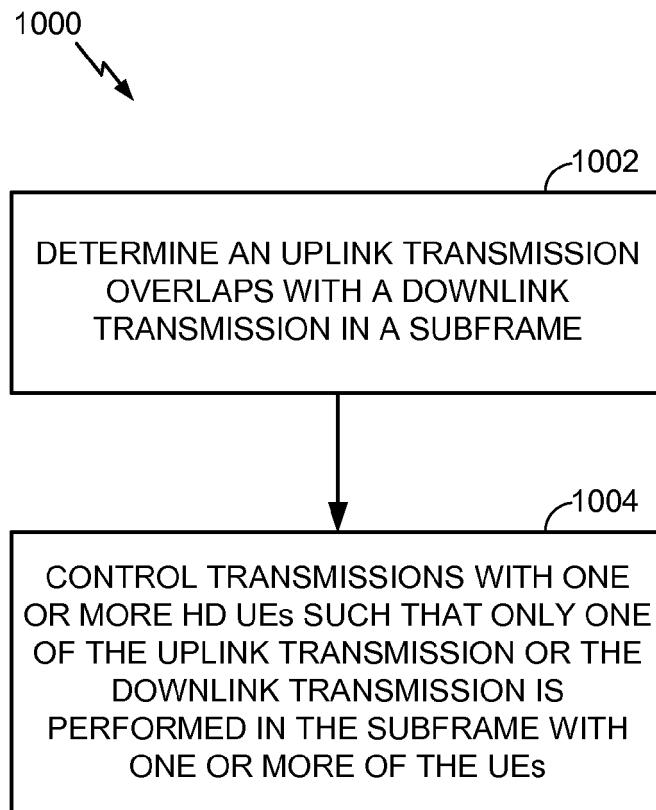 1000
1002
DETERMINE AN UPLINK TRANSMISSION
OVERLAPS WITH A DOWNLINK
TRANSMISSION IN A SUBFRAME
1004
CONTROL TRANSMISSIONS WITH ONE
OR MORE HD UEs SUCH THAT ONLY ONE
OF THE UPLINK TRANSMISSION OR THE
DOWNLINK TRANSMISSION IS
PERFORMED IN THE SUBFRAME WITH
ONE OR MORE OF THE UEs